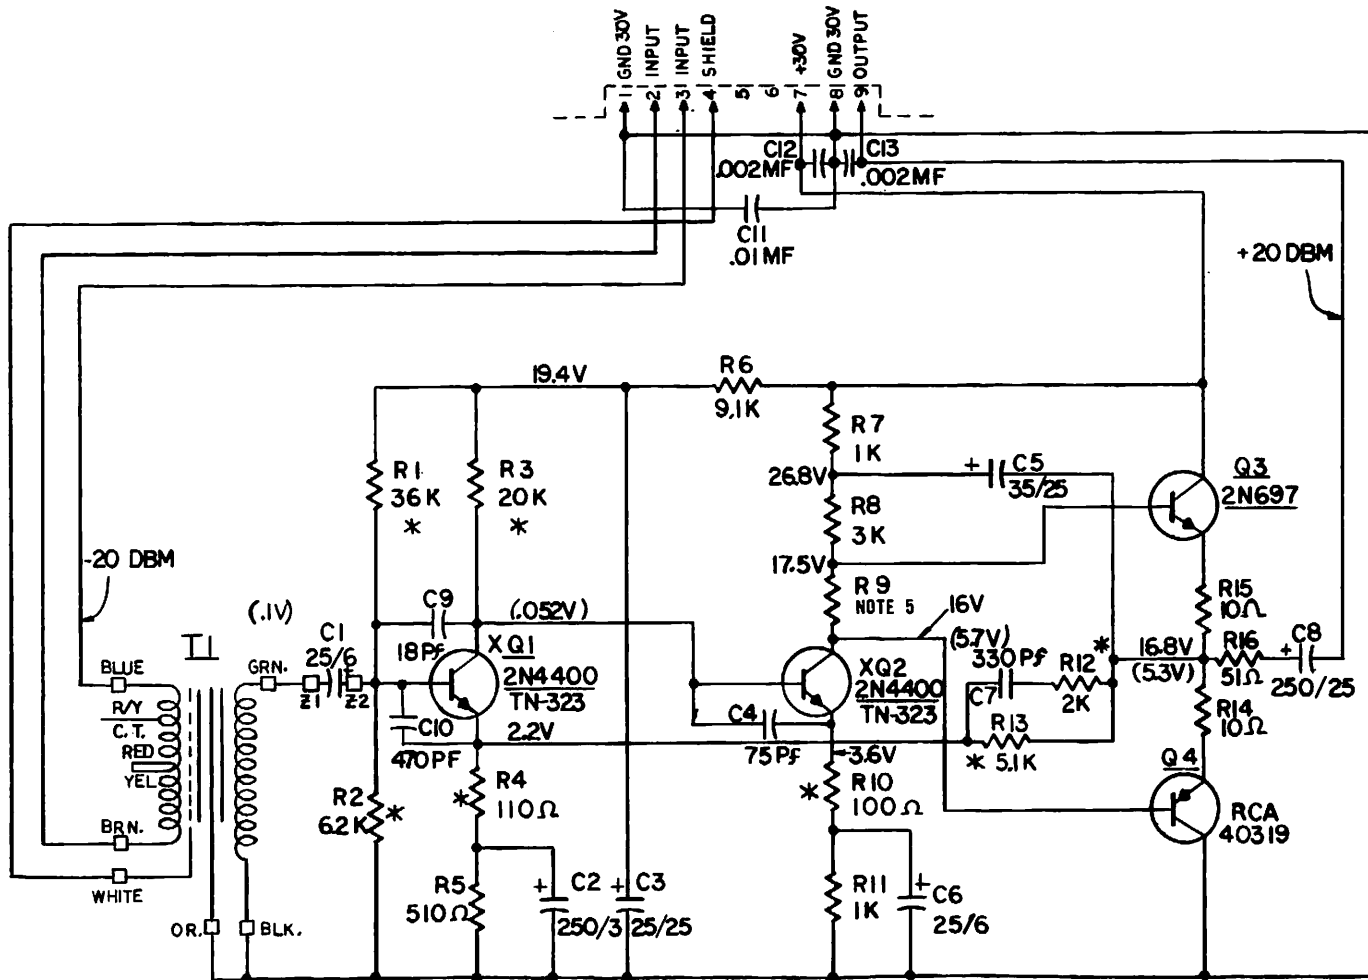 GND 30V
INPUT
INPUT
SHIELD
+30V
GND 30V
OUTPUT
1 2 3 4 5 6 7 8 9
C12
.002MF
C13
.002MF
C11
.01MF
+20 DBM
19.4V
R6
9.1K
R7
1K
R1
36K
*
R3
20K
*
26.8V
+
C5
35/25
Q3
2N697
R8
3K
17.5V
-20 DBM
R9
NOTE 5
(.1V)
C9
18Pf
(.052V)
16V
(5.7V)
R15
10Ω
T1
C1
25/6
XQ1
2N4400
TN-323
XQ2
2N4400
TN-323
330Pf
C7
R12
2K
*
16.8V
(5.3V)
R16
51Ω
+
C8
250/25
BLUE
GRN.
Z1
Z2
R/Y
C.T.
RED
YEL
C10
470PF
2.2V
C4
75Pf
3.6V
R13
* 5.1K
R14
10Ω
Q4
RCA
40319
R2
6.2K
*
R4
110Ω
*
R10
100Ω
*
BRN.
WHITE
OR.
BLK.
R5
510Ω
+
C2
250/3
+
C3
25/25
R11
1K
+
C6
25/6